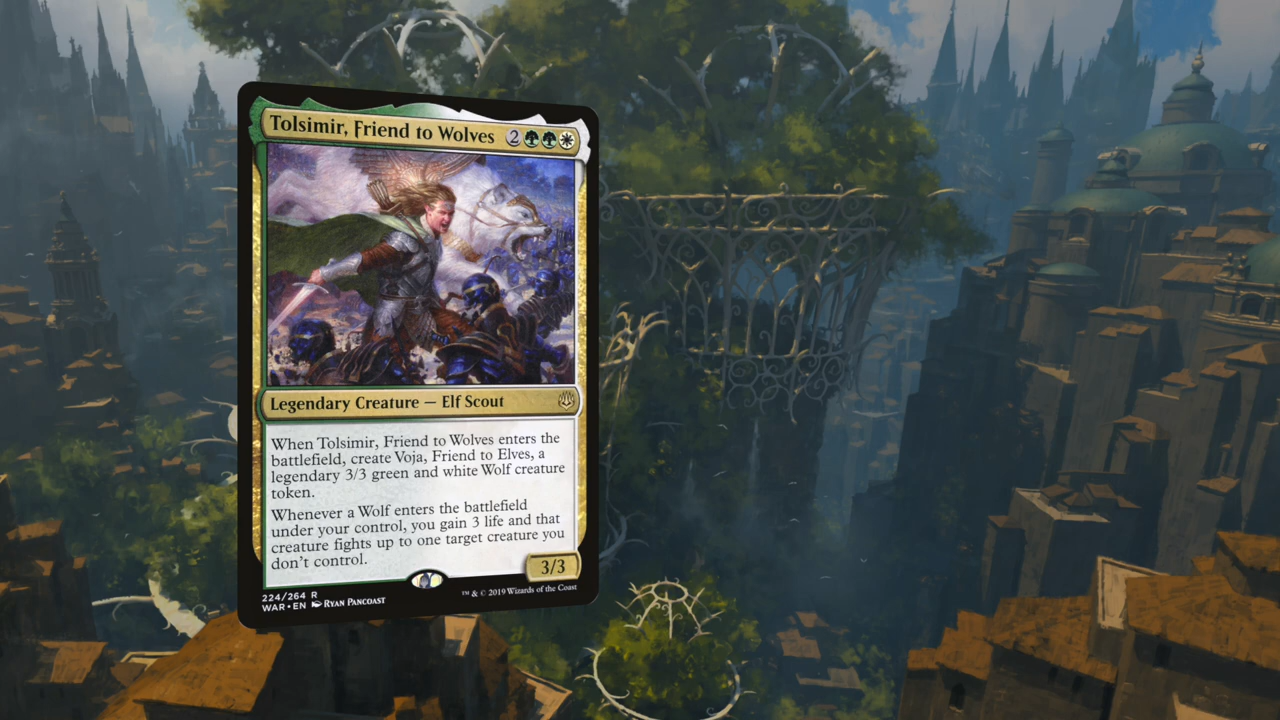 Tolsimir, Friend to Wolves 2
Legendary Creature — Elf Scout
When Tolsimir, Friend to Wolves enters the
battlefield, create Voja, Friend to Elves, a
legendary 3/3 green and white Wolf creature
token.
Whenever a Wolf enters the battlefield
under your control, you gain 3 life and that
creature fights up to one target creature you
don't control.
3/3
224/264 R
WAR • EN Ryan Pancoast
™ & © 2019 Wizards of the Coast